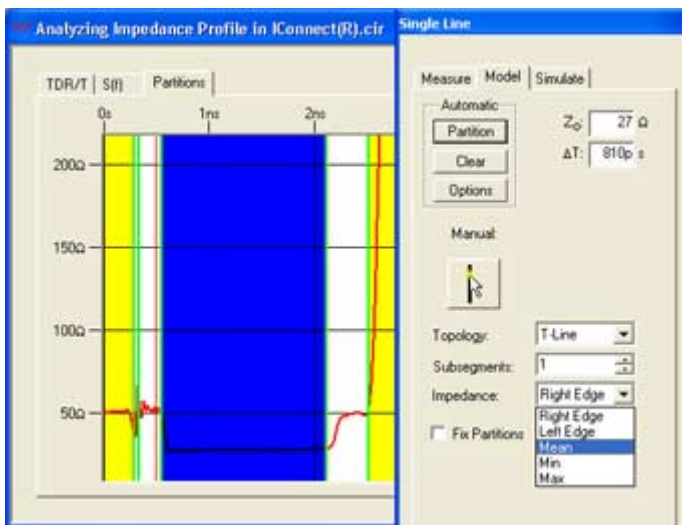 Analyzing Impedance Profile in IConnect(R).cir
TDR/T S(f) Partitions
0s 1ns 2ns
200Ω
150Ω
100Ω
50Ω
Single Line
Measure Model Simulate
Automatic
Partition
Clear
Options
Z₀: 27 Ω
ΔT: 810p s
Manual:
Topology: T-Line
Subsegments: 1
Impedance: Right Edge
Fix Partitions
Right Edge
Left Edge
Mean
Min
Max